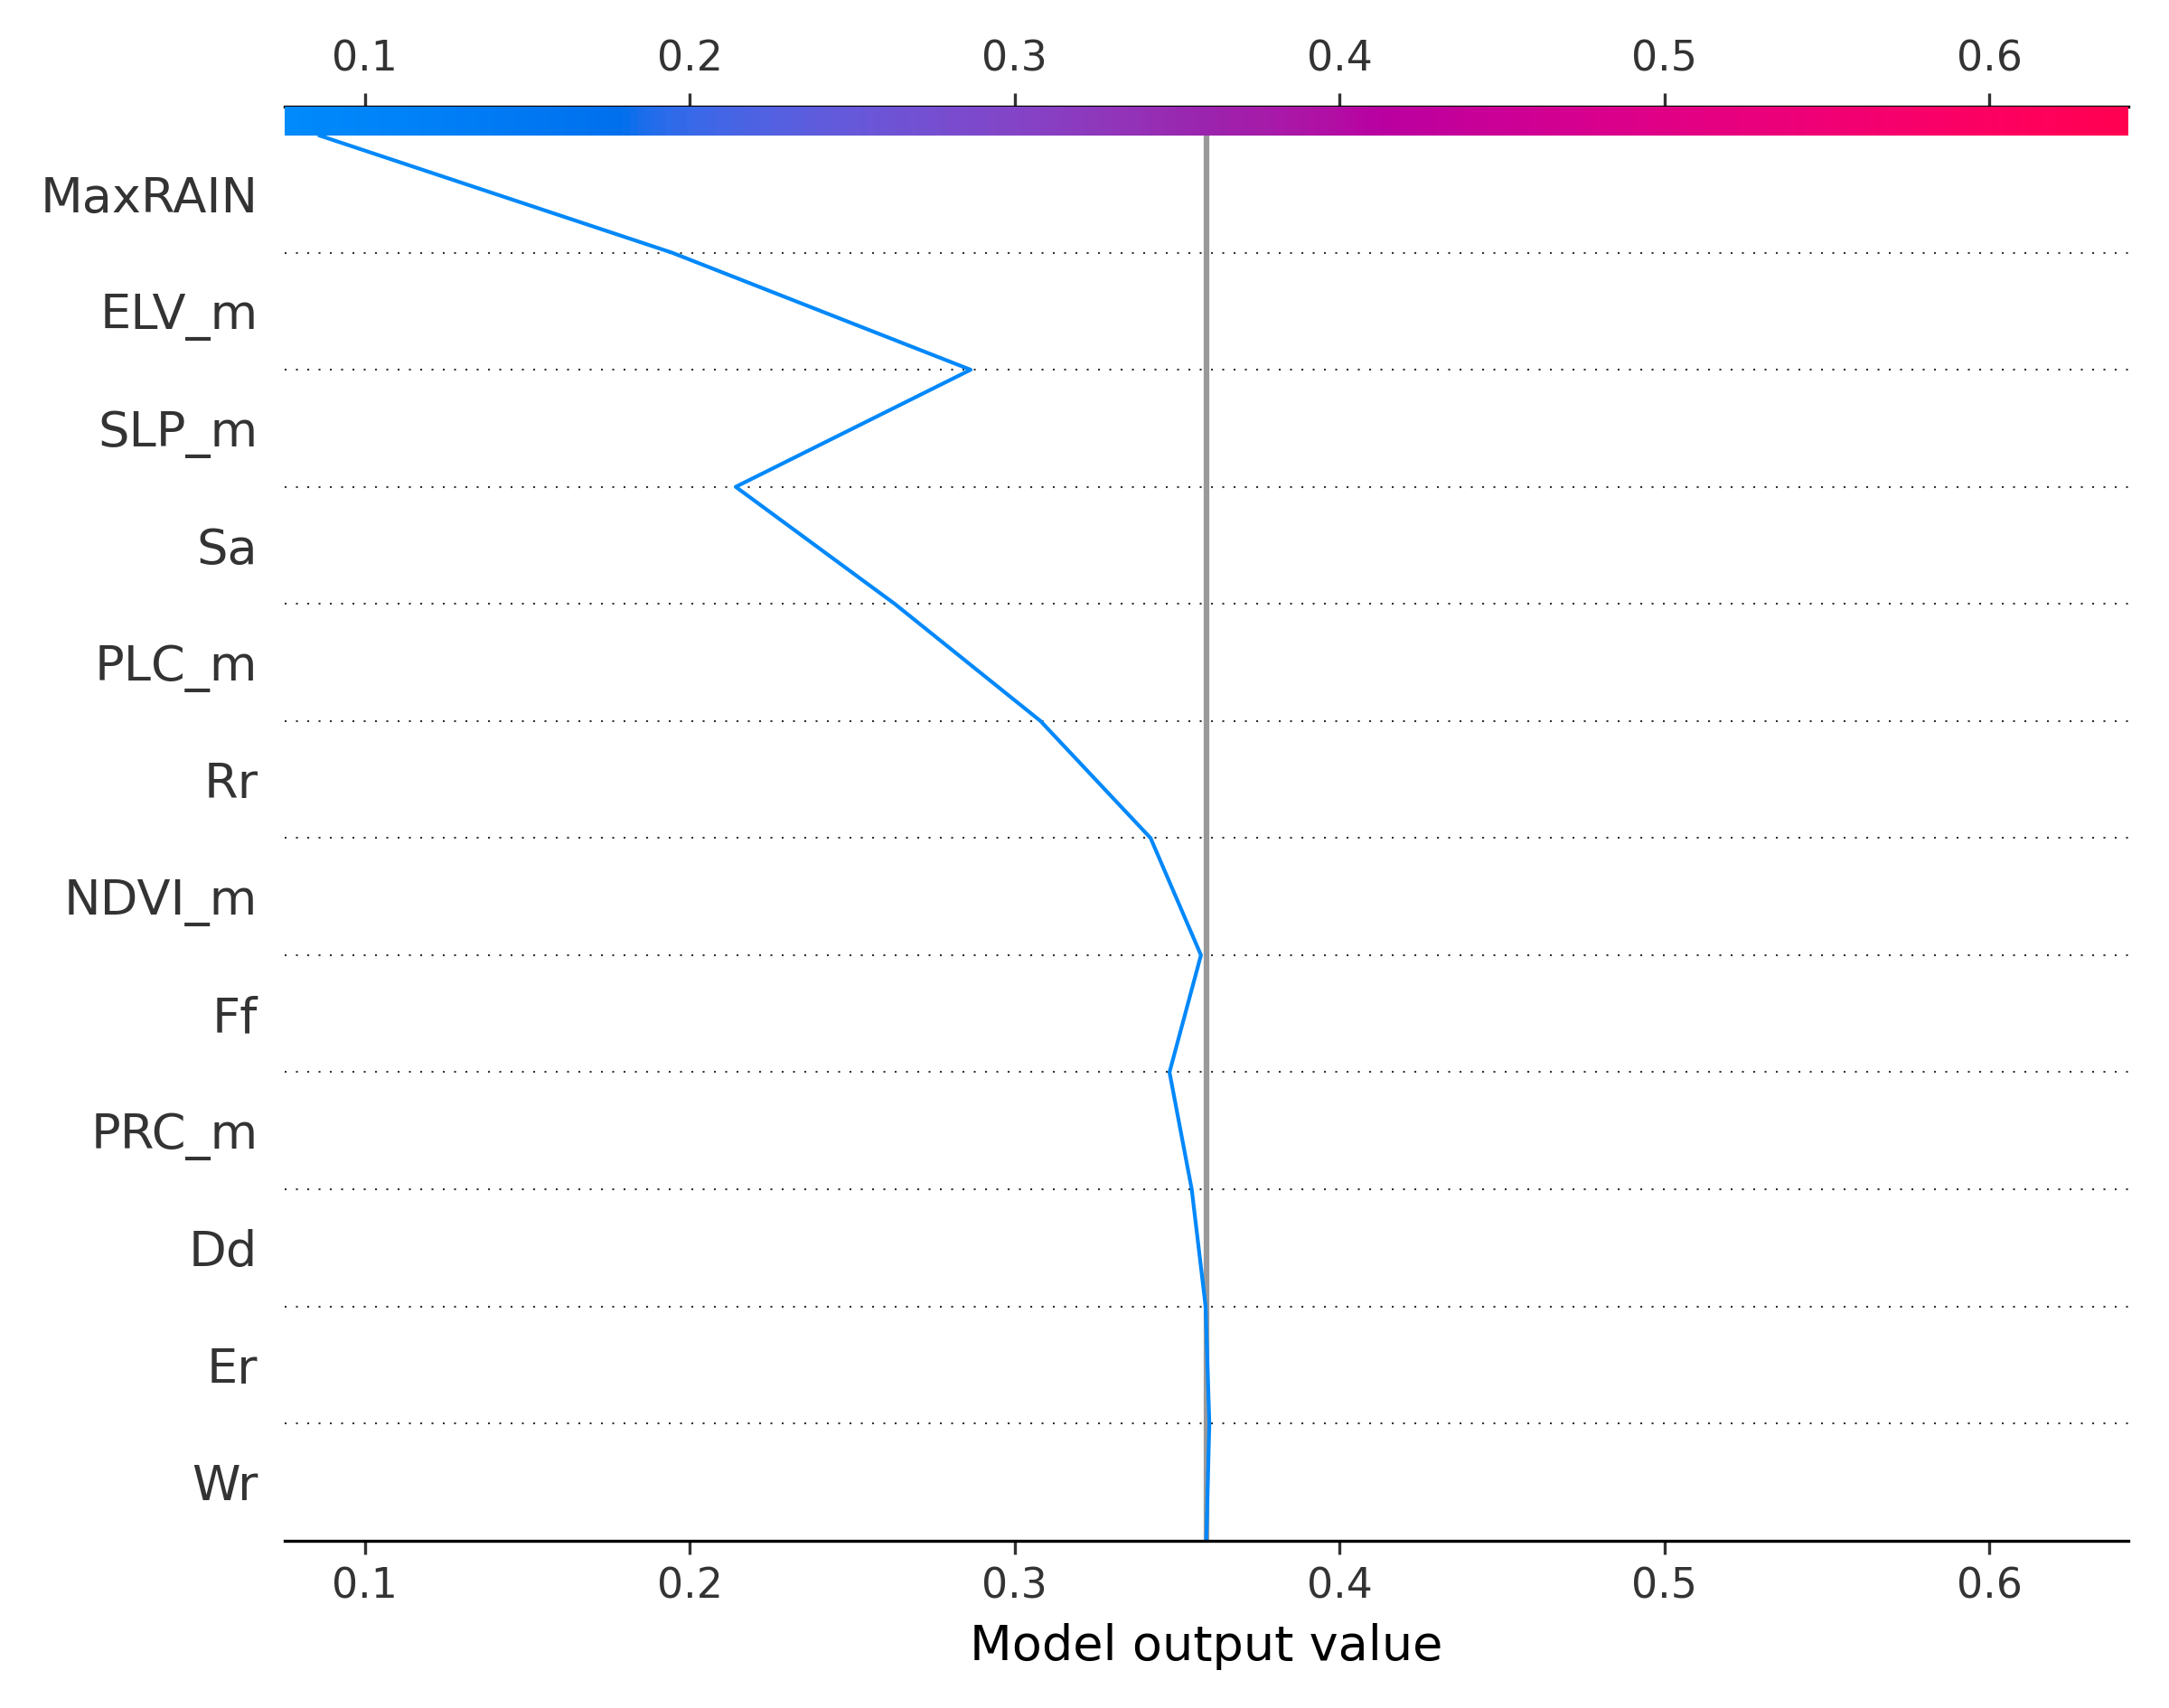 0.1 0.2 0.3 0.4 0.5 0.6
MaxRAIN
ELV_m
SLP_m
Sa
PLC_m
Rr
NDVI_m
Ff
PRC_m
Dd
Er
Wr
0.1 0.2 0.3 0.4 0.5 0.6
Model output value